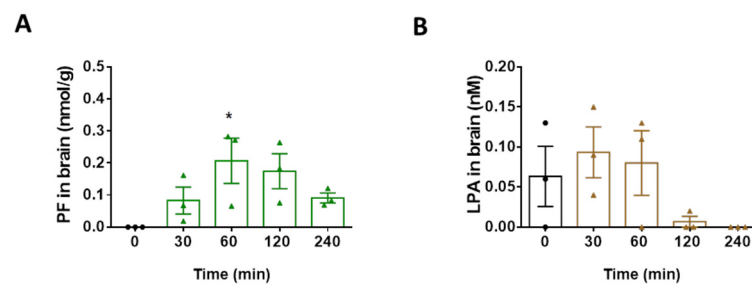 A
PF in brain (nmol/g)
0.5
0.4
0.3
0.2
0.1
0.0
*
0 30 60 120 240
Time (min)
B
LPA in brain (nM)
0.20
0.15
0.10
0.05
0.00
0 30 60 120 240
Time (min)